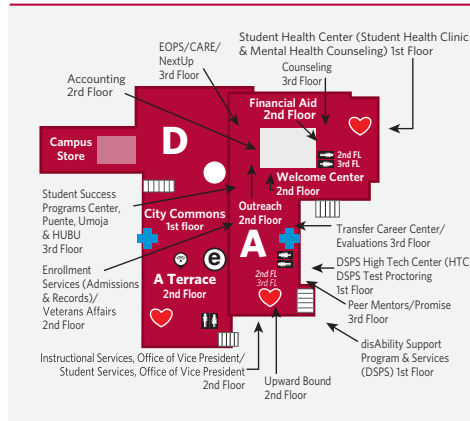 Student Health Center (Student Health Clinic
& Mental Health Counseling) 1st Floor
EOPS/CARE/
NextUp
3rd Floor
Counseling
3rd Floor
Accounting
2rd Floor
Financial Aid
2nd Floor
Campus
Store
D
2nd FL
3rd FL
Welcome Center
2nd Floor
Student Success
Programs Center,
Puente, Umoja
& HUBU
3rd Floor
City Commons
1st floor
Outreach
2nd Floor
A
Transfer Career Center/
Evaluations 3rd Floor
Enrollment
Services (Admissions
& Records)/
Veterans Affairs
2nd Floor
e
A Terrace
2nd Floor
2nd FL
3rd FL
DSPS High Tech Center (HTC)
DSPS Test Proctoring
1st Floor
Peer Mentors/Promise
3rd Floor
disAbility Support
Program & Services
(DSPS) 1st Floor
Instructional Services, Office of Vice President/
Student Services, Office of Vice President
2nd Floor
Upward Bound
2nd Floor